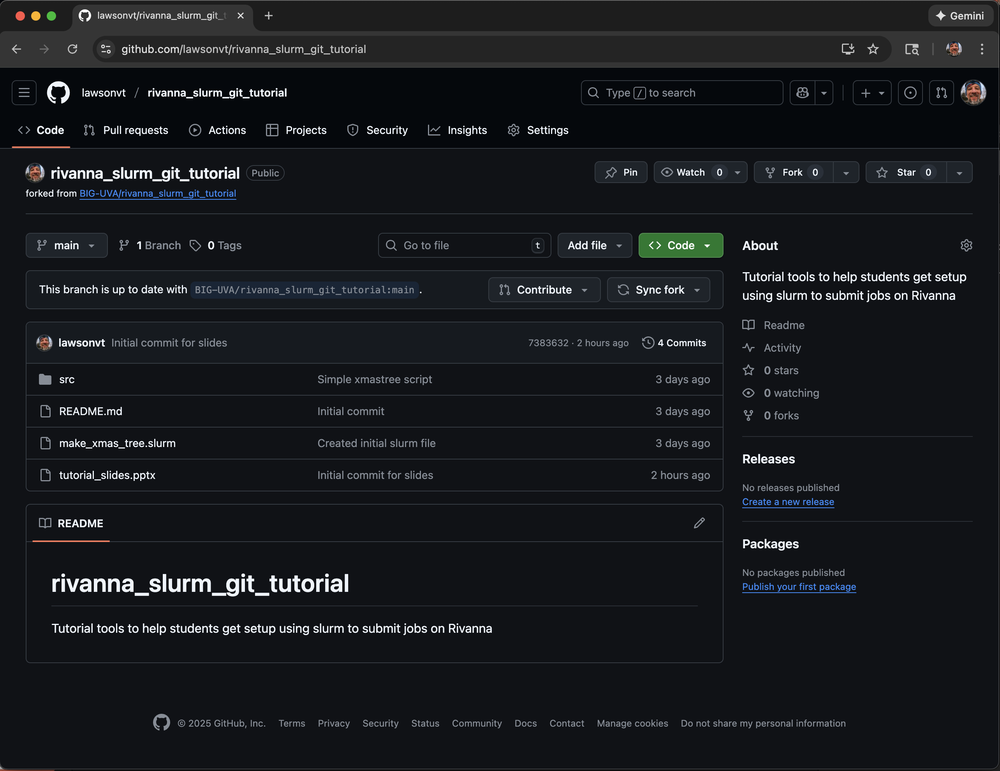 lawsonvt/rivanna_slurm_git_t
Gemini
github.com/lawsonvt/rivanna_slurm_git_tutorial
lawsonvt / rivanna_slurm_git_tutorial
Type / to search
Code Pull requests Actions Projects Security Insights Settings
rivanna_slurm_git_tutorial Public
Pin Watch 0 Fork 0 Star 0
forked from BIG-UVA/rivanna_slurm_git_tutorial
main 1 Branch 0 Tags
Go to file t Add file Code
This branch is up to date with BIG-UVA/rivanna_slurm_git_tutorial:main .
Contribute Sync fork
lawsonvt Initial commit for slides 7383632 · 2 hours ago 4 Commits
src Simple xmastree script 3 days ago
README.md Initial commit 3 days ago
make_xmas_tree.slurm Created initial slurm file 3 days ago
tutorial_slides.pptx Initial commit for slides 2 hours ago
README
rivanna_slurm_git_tutorial
Tutorial tools to help students get setup using slurm to submit jobs on Rivanna
About
Tutorial tools to help students get setup
using slurm to submit jobs on Rivanna
Readme
Activity
0 stars
0 watching
0 forks
Releases
No releases published
Create a new release
Packages
No packages published
Publish your first package
© 2025 GitHub, Inc. Terms Privacy Security Status Community Docs Contact Manage cookies Do not share my personal information